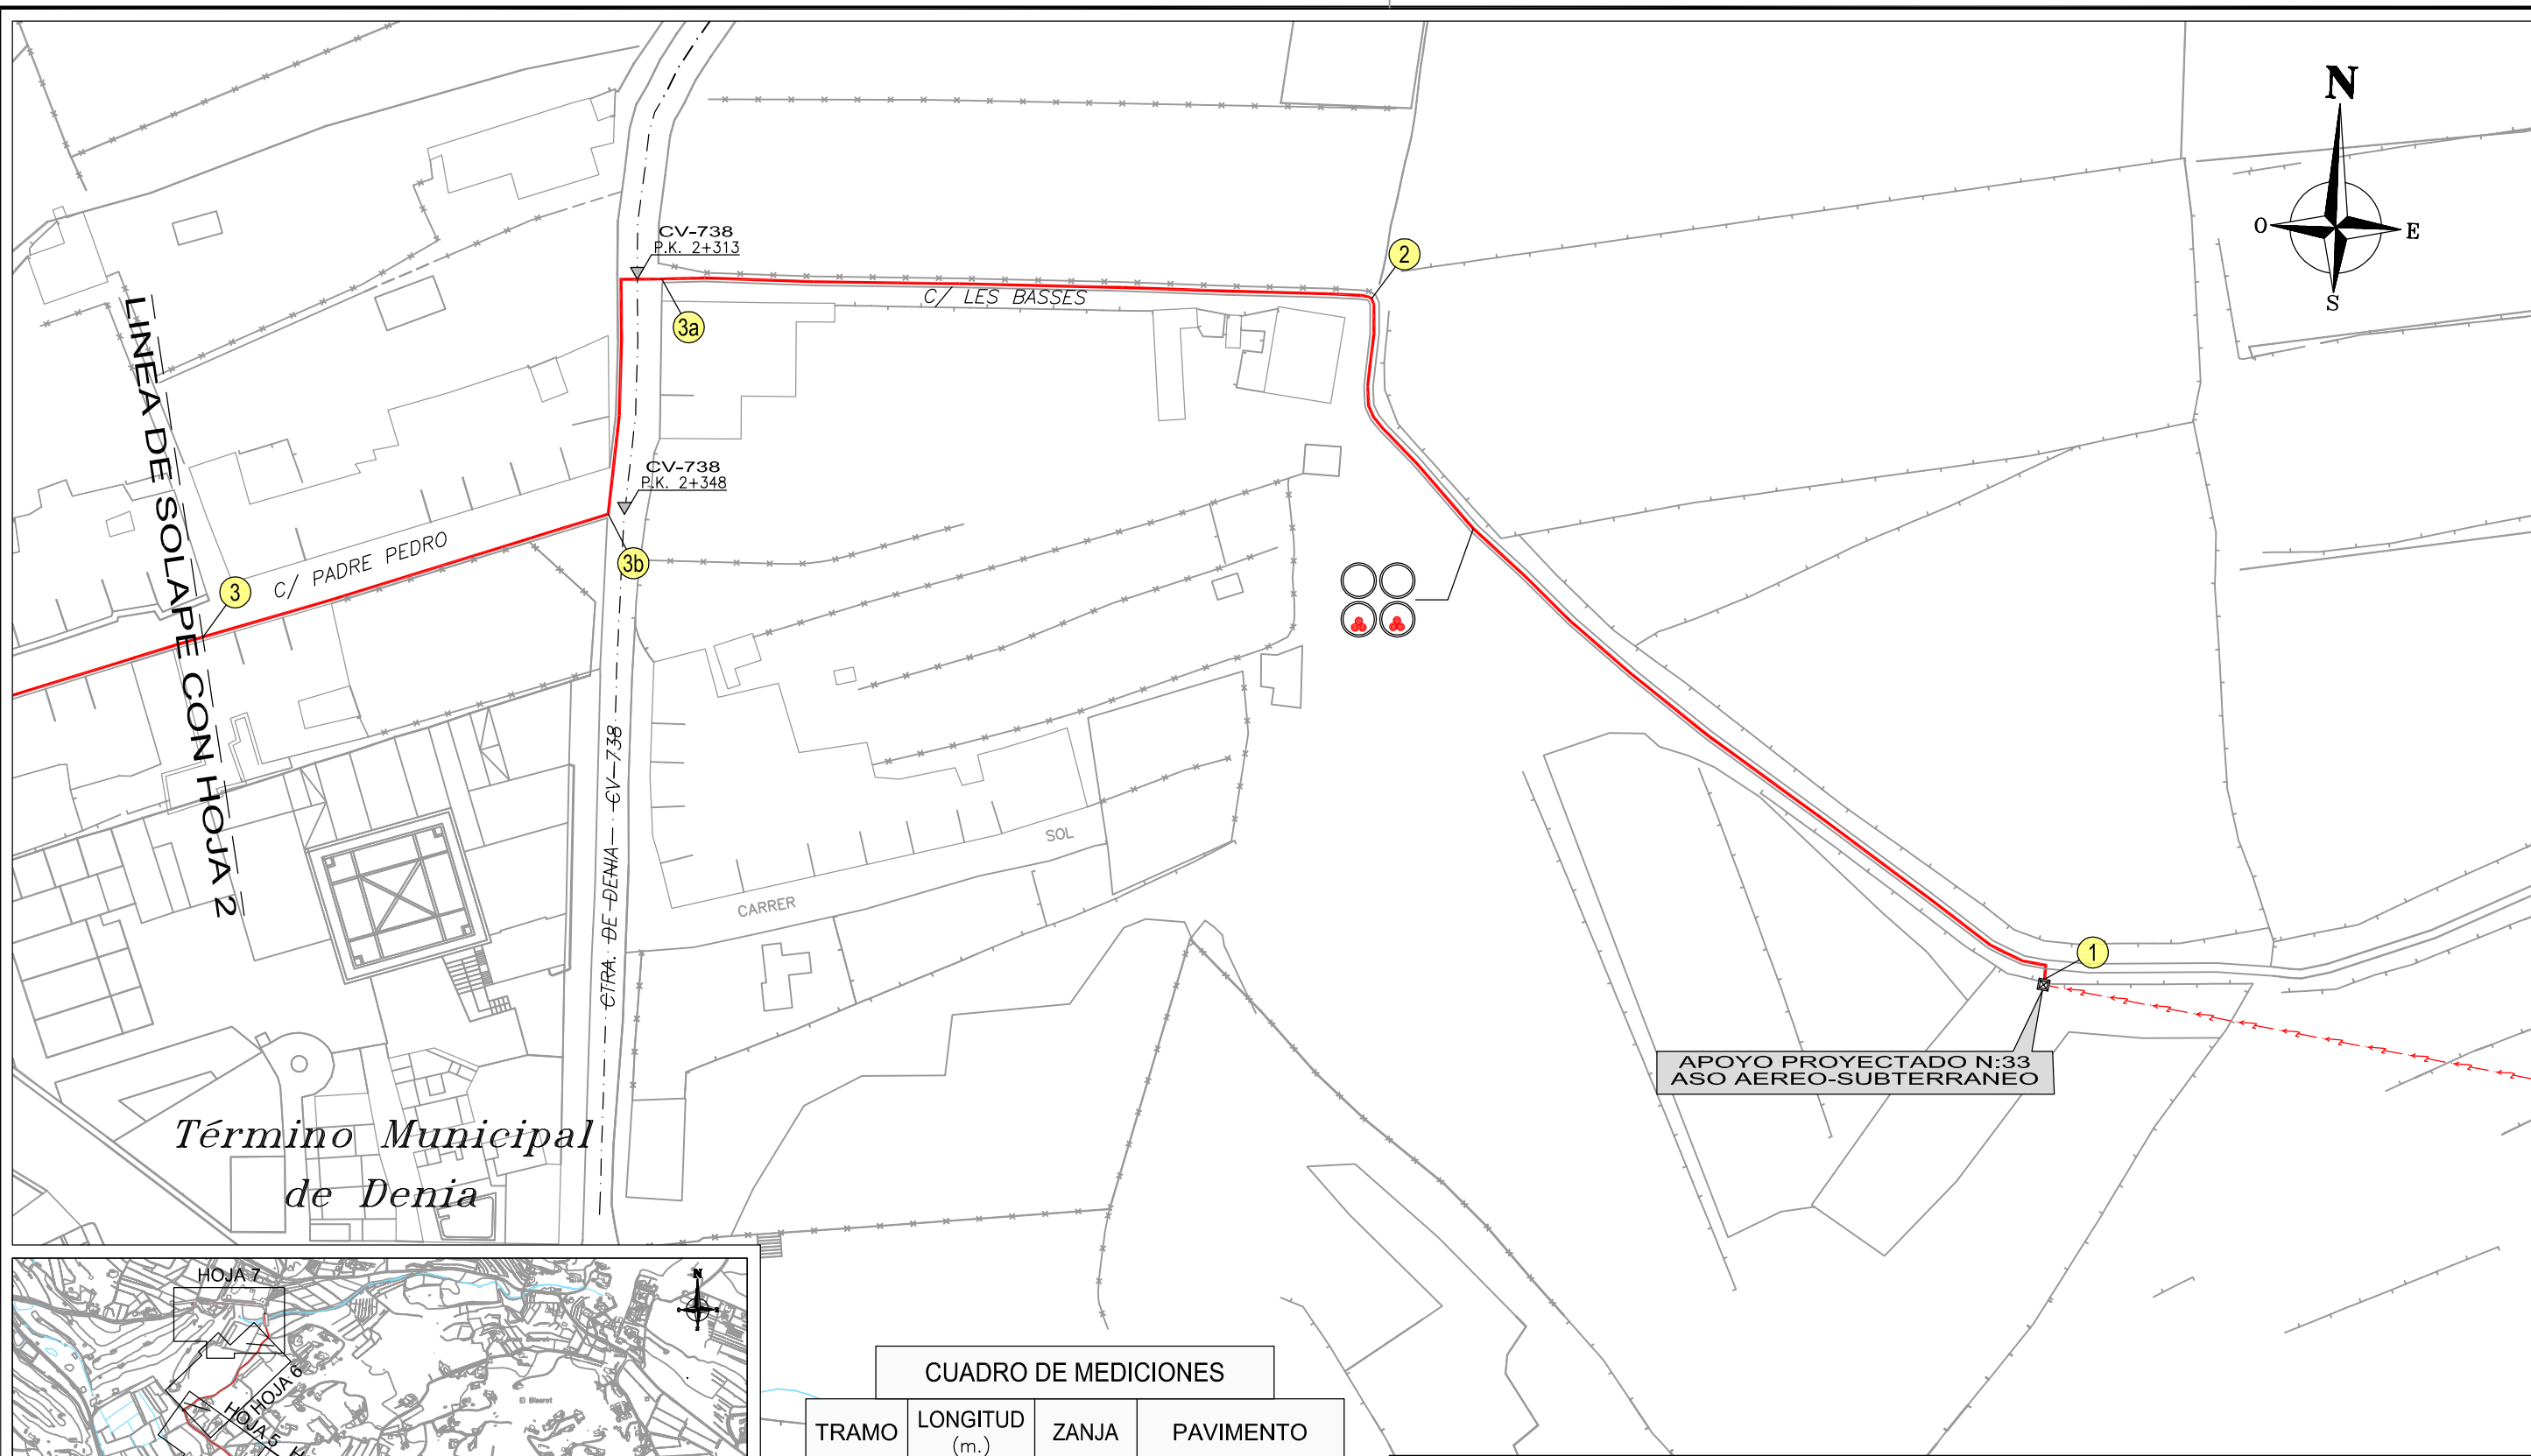 N
O
E
S
CV-738
P.K. 2+313
2
C/ LES BASSES
3a
LINEA DE SOLAPE CON HOJA 2
CV-738
P.K. 2+348
C/ PADRE PEDRO
3b
3
CTRA. DE DENIA CV-738
SOL
CARRER
1
APOYO PROYECTADO N:33
ASO AEREO-SUBTERRANEO
Término Municipal
de Denia
HOJA 7
N
HOJA 6
HOJA 5
CUADRO DE MEDICIONES
TRAMO
LONGITUD
(m.)
ZANJA
PAVIMENTO